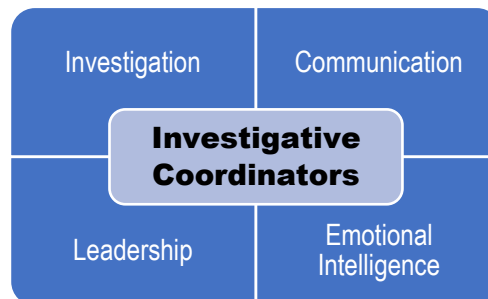 Investigation
Communication
Investigative
Coordinators
Leadership
Emotional
Intelligence